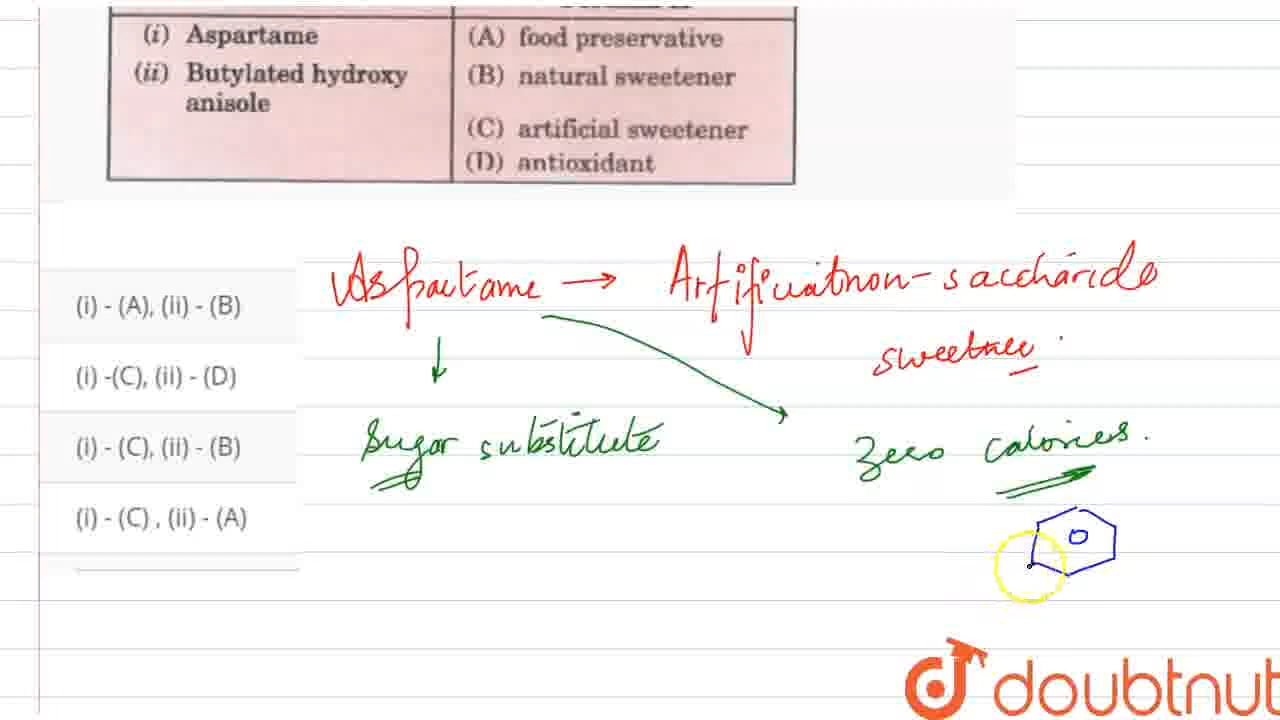 (i) Aspartame
(A) food preservative
(ii) Butylated hydroxy
anisole
(B) natural sweetener
(C) artificial sweetener
(D) antioxidant
Aspartame → Artificial non-saccharide
sweetner
Sugar substitute
Zero calories.
(i) - (A), (ii) - (B)
(i) -(C), (ii) - (D)
(i) - (C), (ii) - (B)
(i) - (C) , (ii) - (A)
doubtnut